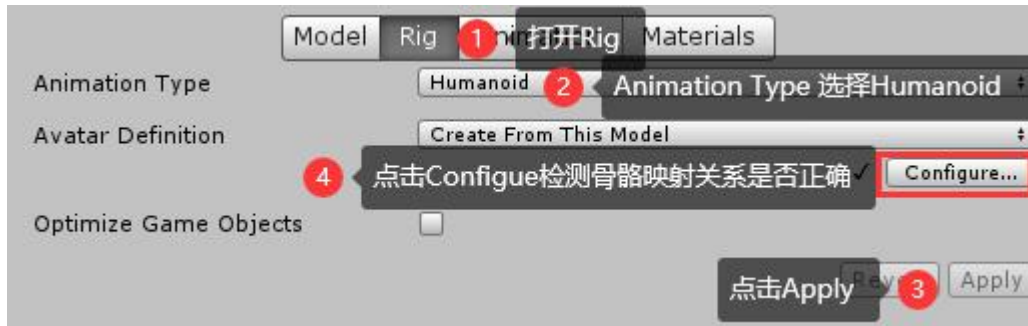 Model Rig 1 打开Rig Materials
Animation Type Humanoid 2 Animation Type 选择Humanoid
Avatar Definition Create From This Model
4 点击Configue检测骨骼映射关系是否正确 ✓ Configure...
Optimize Game Objects
点击Apply 3 Apply